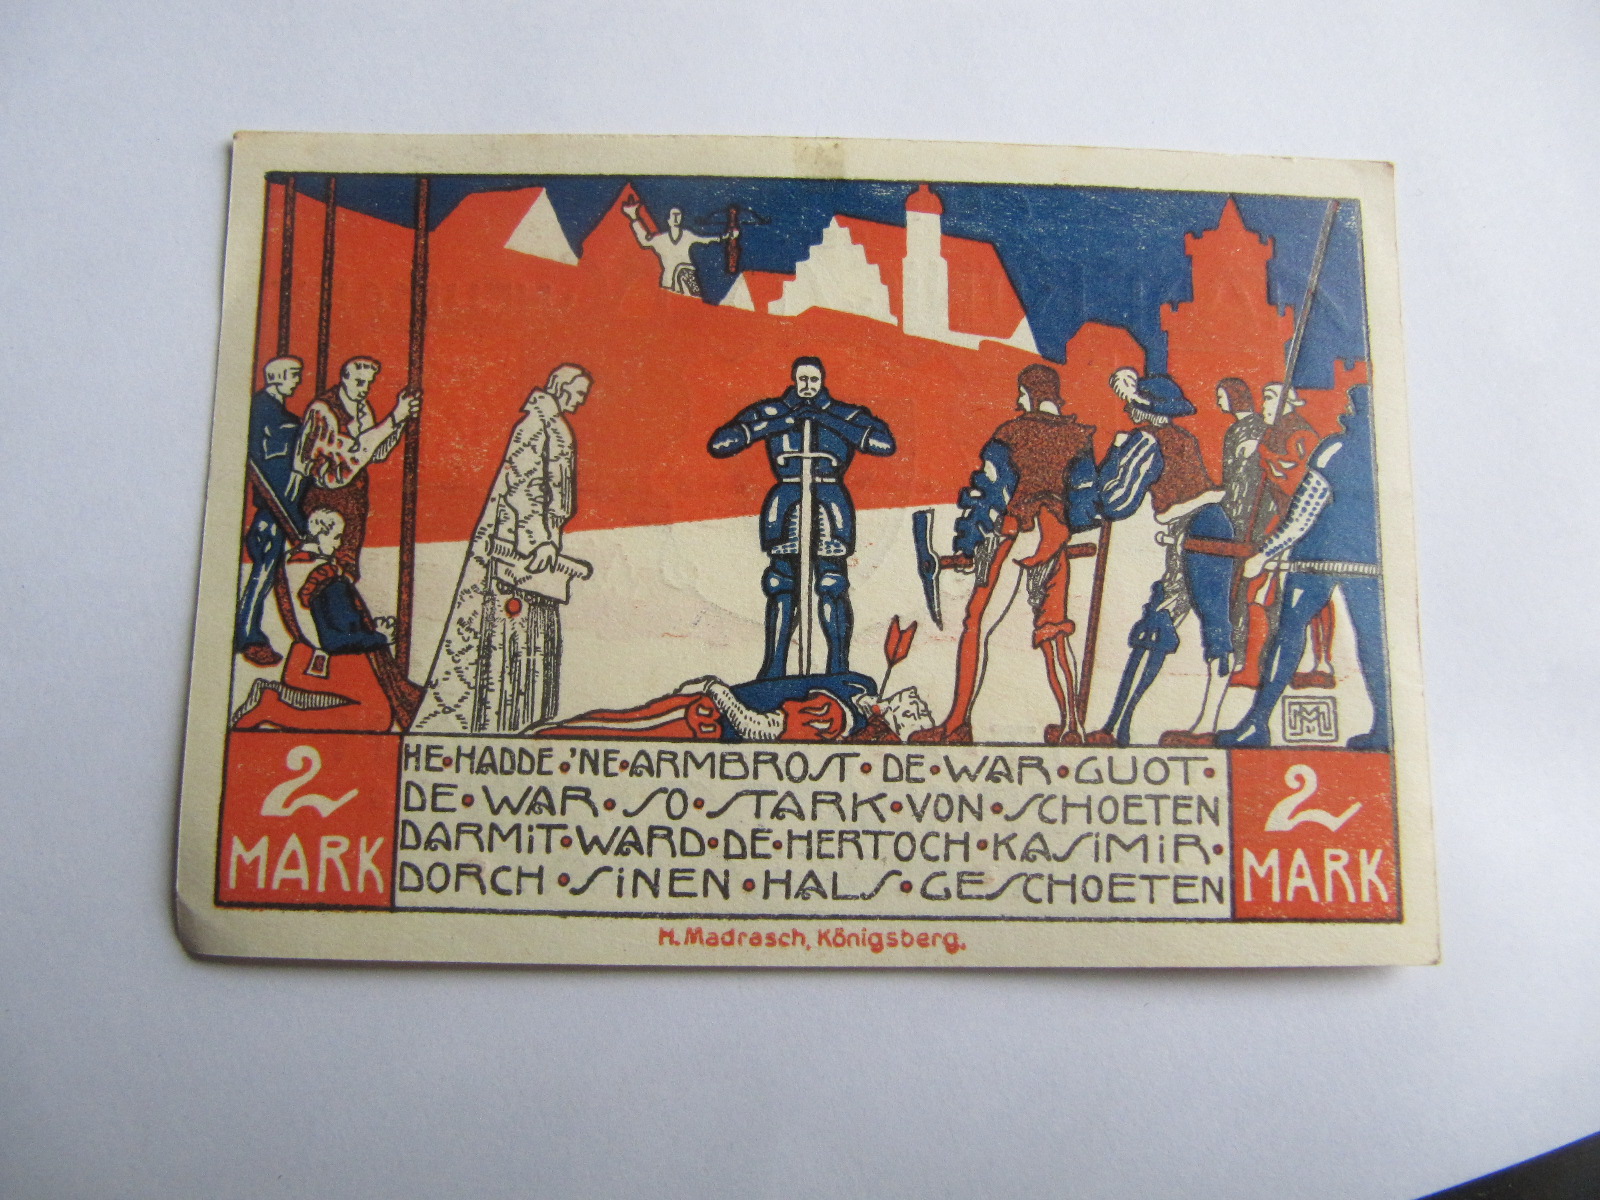 HE·HADDE·'NE·ARMBROST·DE·WAR·GUOT·
DE·WAR·SO·STARK·VON·SCHOETEN
DARMiT·WARD·DE·HERTOCH·KASiMiR·
DORCH·SiNEN·HALS·GESCHOETEN
2
MARK
2
MARK
H. Madrasch, Königsberg.